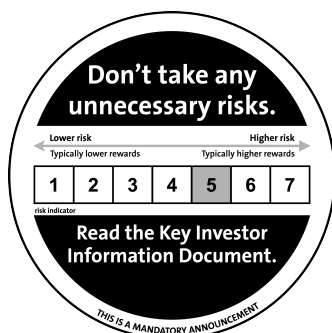 Don’t take any
unnecessary risks.
Lower risk Higher risk
Typically lower rewards Typically higher rewards
1 2 3 4 5 6 7
risk indicator
Read the Key Investor
Information Document.
THIS IS A MANDATORY ANNOUNCEMENT